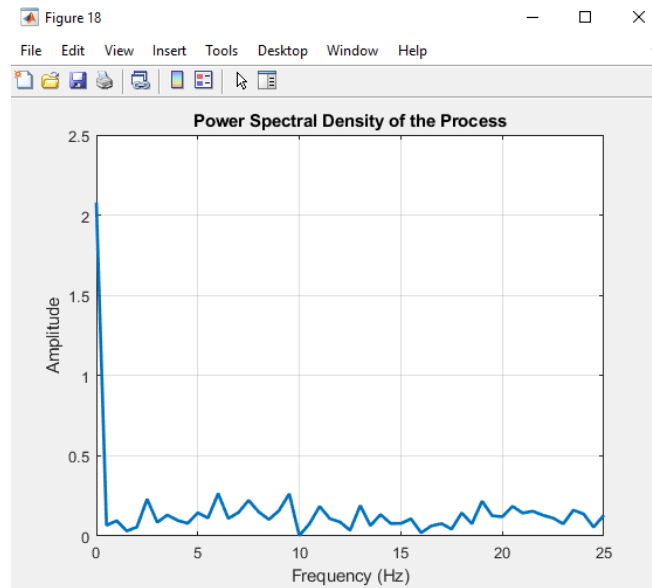 Figure 18
File Edit View Insert Tools Desktop Window Help
Power Spectral Density of the Process
2.5
2
1.5
1
0.5
0
Amplitude
0 5 10 15 20 25
Frequency (Hz)